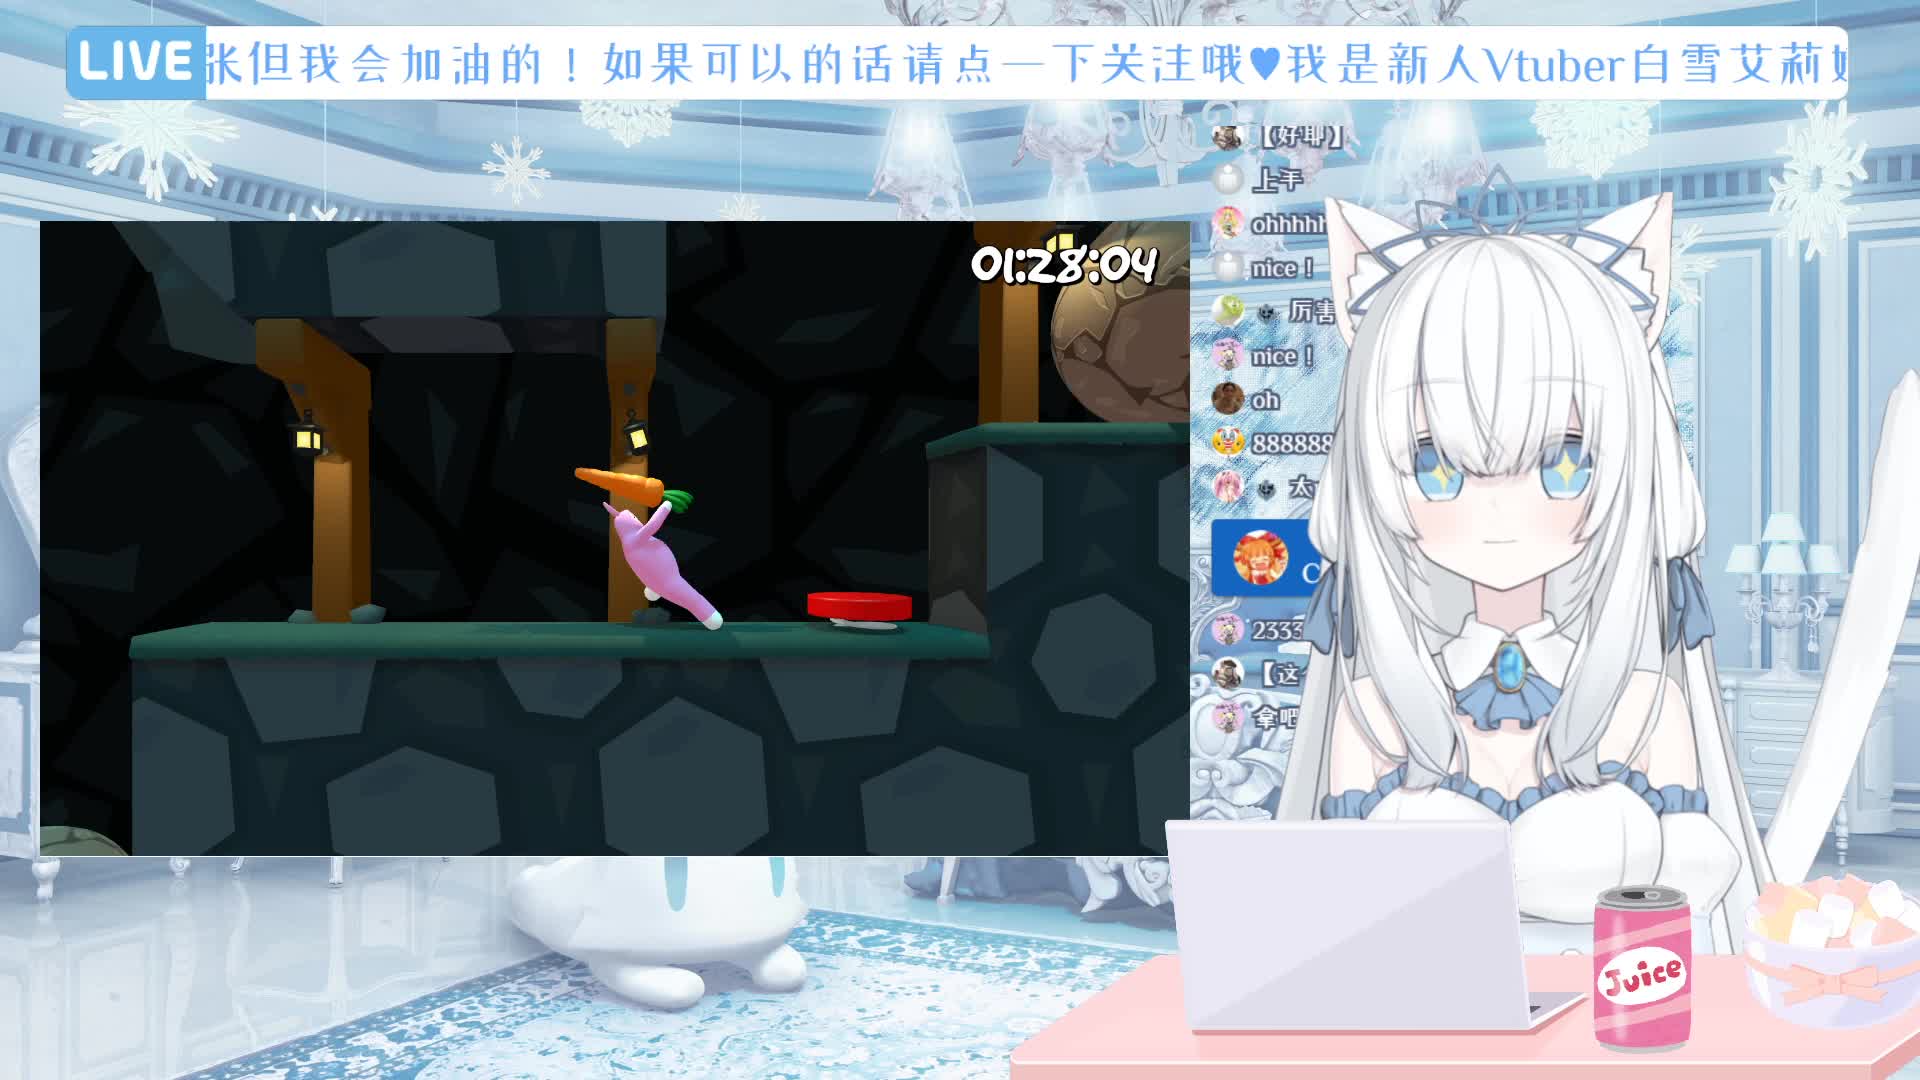 LIVE
张但我会加油的！如果可以的话请点一下关注哦♥我是新人Vtuber白雪艾莉
01:28:04
【好聊】
上手
ohhhhh
nice！
厉害
nice！
oh
888888
太
C
2333
【这
拿吧
Juice